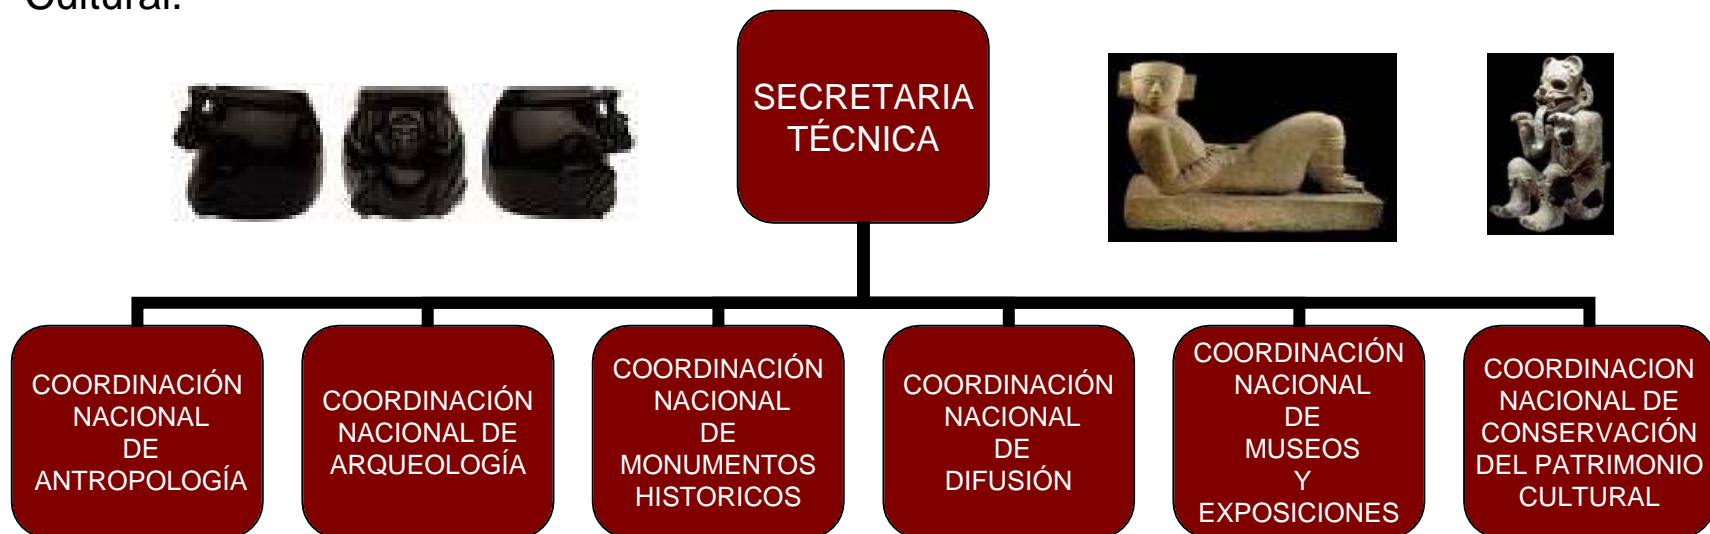 Cultural.
SECRETARIA
TÉCNICA
COORDINACIÓN
NACIONAL
DE
ANTROPOLOGÍA
COORDINACIÓN
NACIONAL DE
ARQUEOLOGÍA
COORDINACIÓN
NACIONAL
DE
MONUMENTOS
HISTORICOS
COORDINACIÓN
NACIONAL
DE
DIFUSIÓN
COORDINACIÓN
NACIONAL
DE
MUSEOS
Y
EXPOSICIONES
COORDINACION
NACIONAL DE
CONSERVACIÓN
DEL PATRIMONIO
CULTURAL